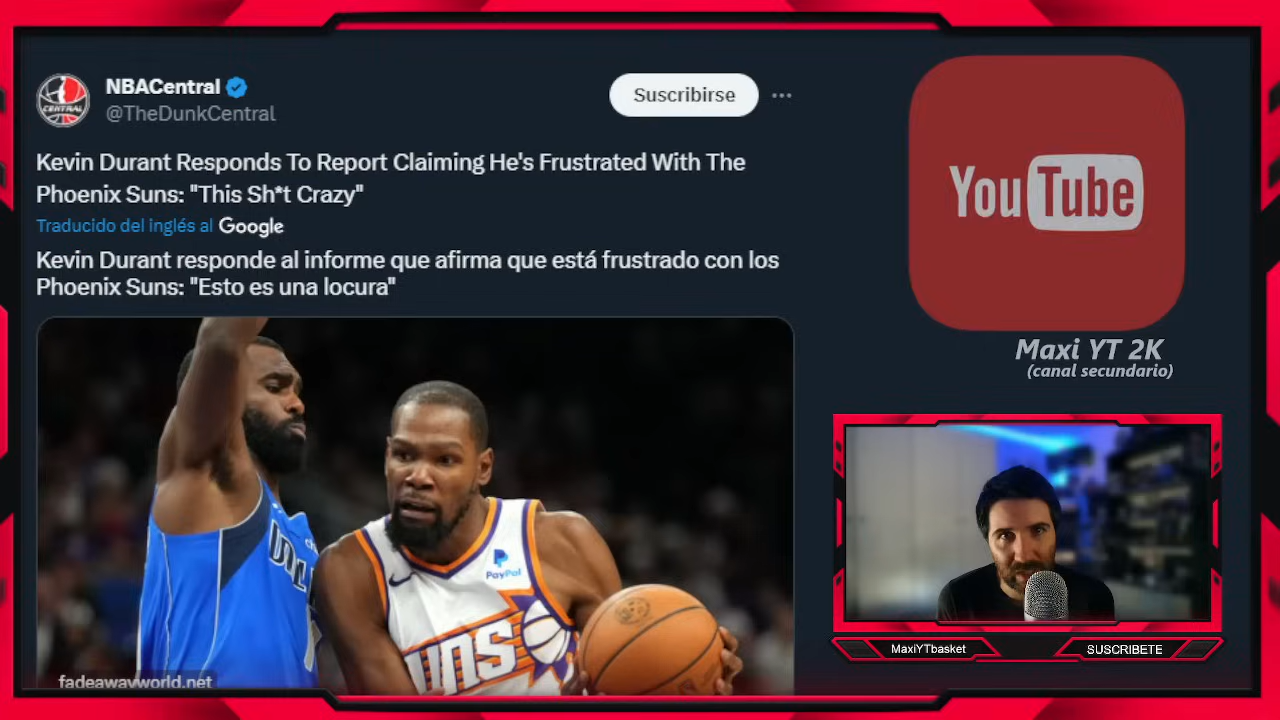 NBACentral
@TheDunkCentral
Suscribirse
Kevin Durant Responds To Report Claiming He's Frustrated With The
Phoenix Suns: "This Sh*t Crazy"
Traducido del inglés al Google
Kevin Durant responde al informe que afirma que está frustrado con los
Phoenix Suns: "Esto es una locura"
CENTRAL
YouTube
Maxi YT 2K
(canal secundario)
PayPal
fadeawayworld.net
MaxiYTbasket
SUSCRIBETE